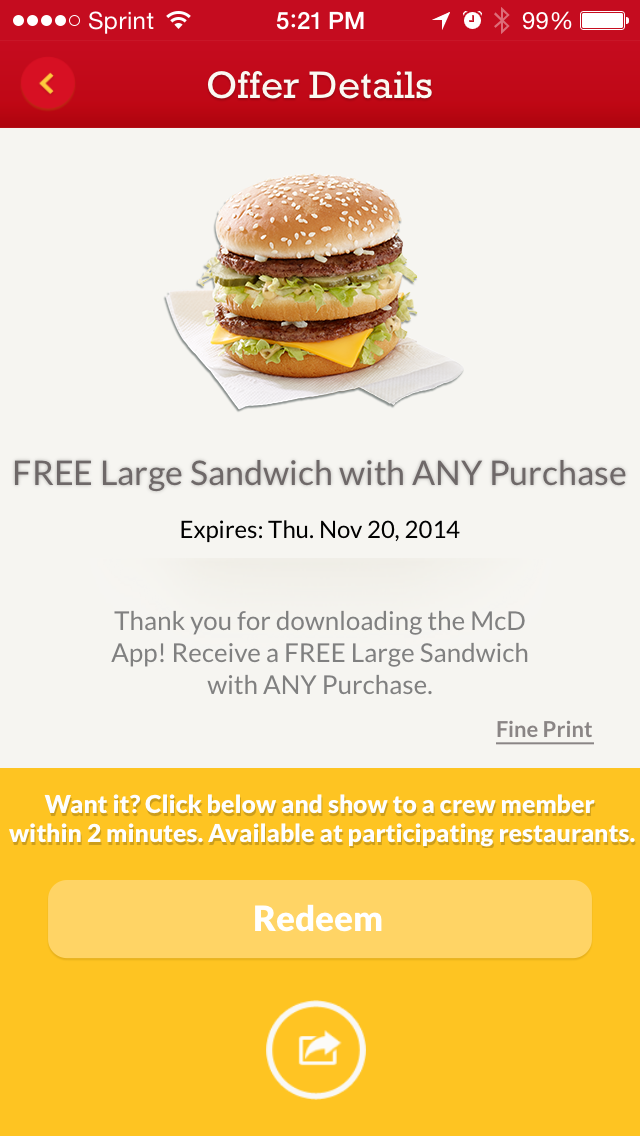 Sprint 5:21 PM 99%
Offer Details
FREE Large Sandwich with ANY Purchase
Expires: Thu. Nov 20, 2014
Thank you for downloading the McD
App! Receive a FREE Large Sandwich
with ANY Purchase.
Fine Print
Want it? Click below and show to a crew member
within 2 minutes. Available at participating restaurants.
Redeem